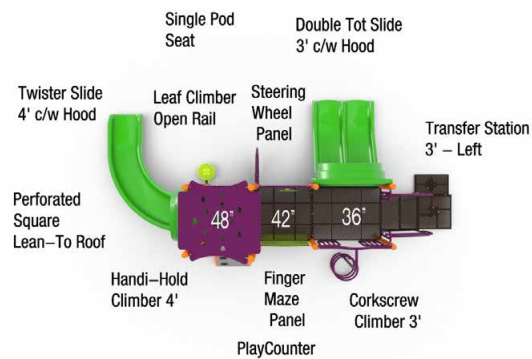 Single Pod
Seat
Double Tot Slide
3' c/w Hood
Twister Slide
4' c/w Hood
Leaf Climber
Open Rail
Steering
Wheel
Panel
Transfer Station
3' – Left
Perforated
Square
Lean–To Roof
48"
42"
36"
Handi–Hold
Climber 4'
Finger
Maze
Panel
Corkscrew
Climber 3'
PlayCounter